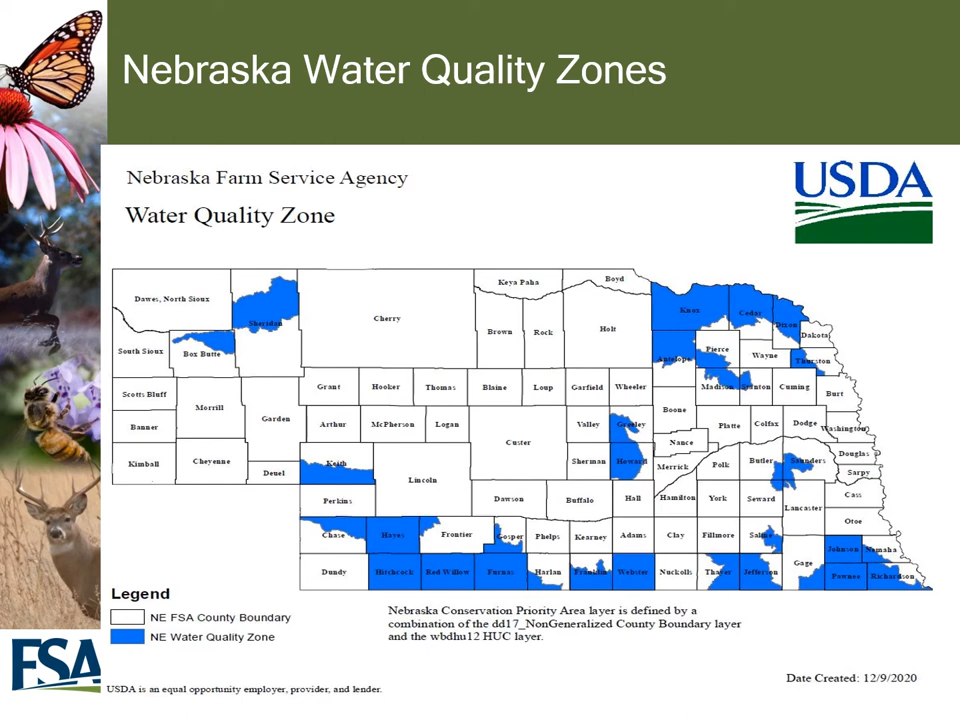 Nebraska Water Quality Zones
Nebraska Farm Service Agency
Water Quality Zone
USDA
Dawes, North Sioux
Sheridan
Cherry
Keya Paha
Boyd
Brown
Rock
Holt
Knox
Cedar
Dixon
Dakota
South Sioux
Box Butte
Antelope
Pierce
Wayne
Thurston
Scotts Bluff
Morrill
Garden
Grant
Hooker
Thomas
Blaine
Loup
Garfield
Wheeler
Madison
Stanton
Cuming
Burt
Banner
Arthur
McPherson
Logan
Custer
Valley
Greeley
Boone
Platte
Colfax
Dodge
Washington
Kimball
Cheyenne
Deuel
Keith
Lincoln
Sherman
Howard
Nance
Merrick
Polk
Butler
Saunders
Douglas
Sarpy
Perkins
Dawson
Buffalo
Hall
Hamilton
York
Seward
Lancaster
Cass
Otoe
Chase
Hayes
Frontier
Gosper
Phelps
Kearney
Adams
Clay
Fillmore
Saline
Johnson
Nemaha
Dundy
Hitchcock
Red Willow
Furnas
Harlan
Franklin
Webster
Nuckolls
Thayer
Jefferson
Gage
Pawnee
Richardson
Legend
NE FSA County Boundary
NE Water Quality Zone
Nebraska Conservation Priority Area layer is defined by a
combination of the dd17_NonGeneralized County Boundary layer
and the wbdhu12 HUC layer.
FSA
USDA is an equal opportunity employer, provider, and lender.
Date Created: 12/9/2020